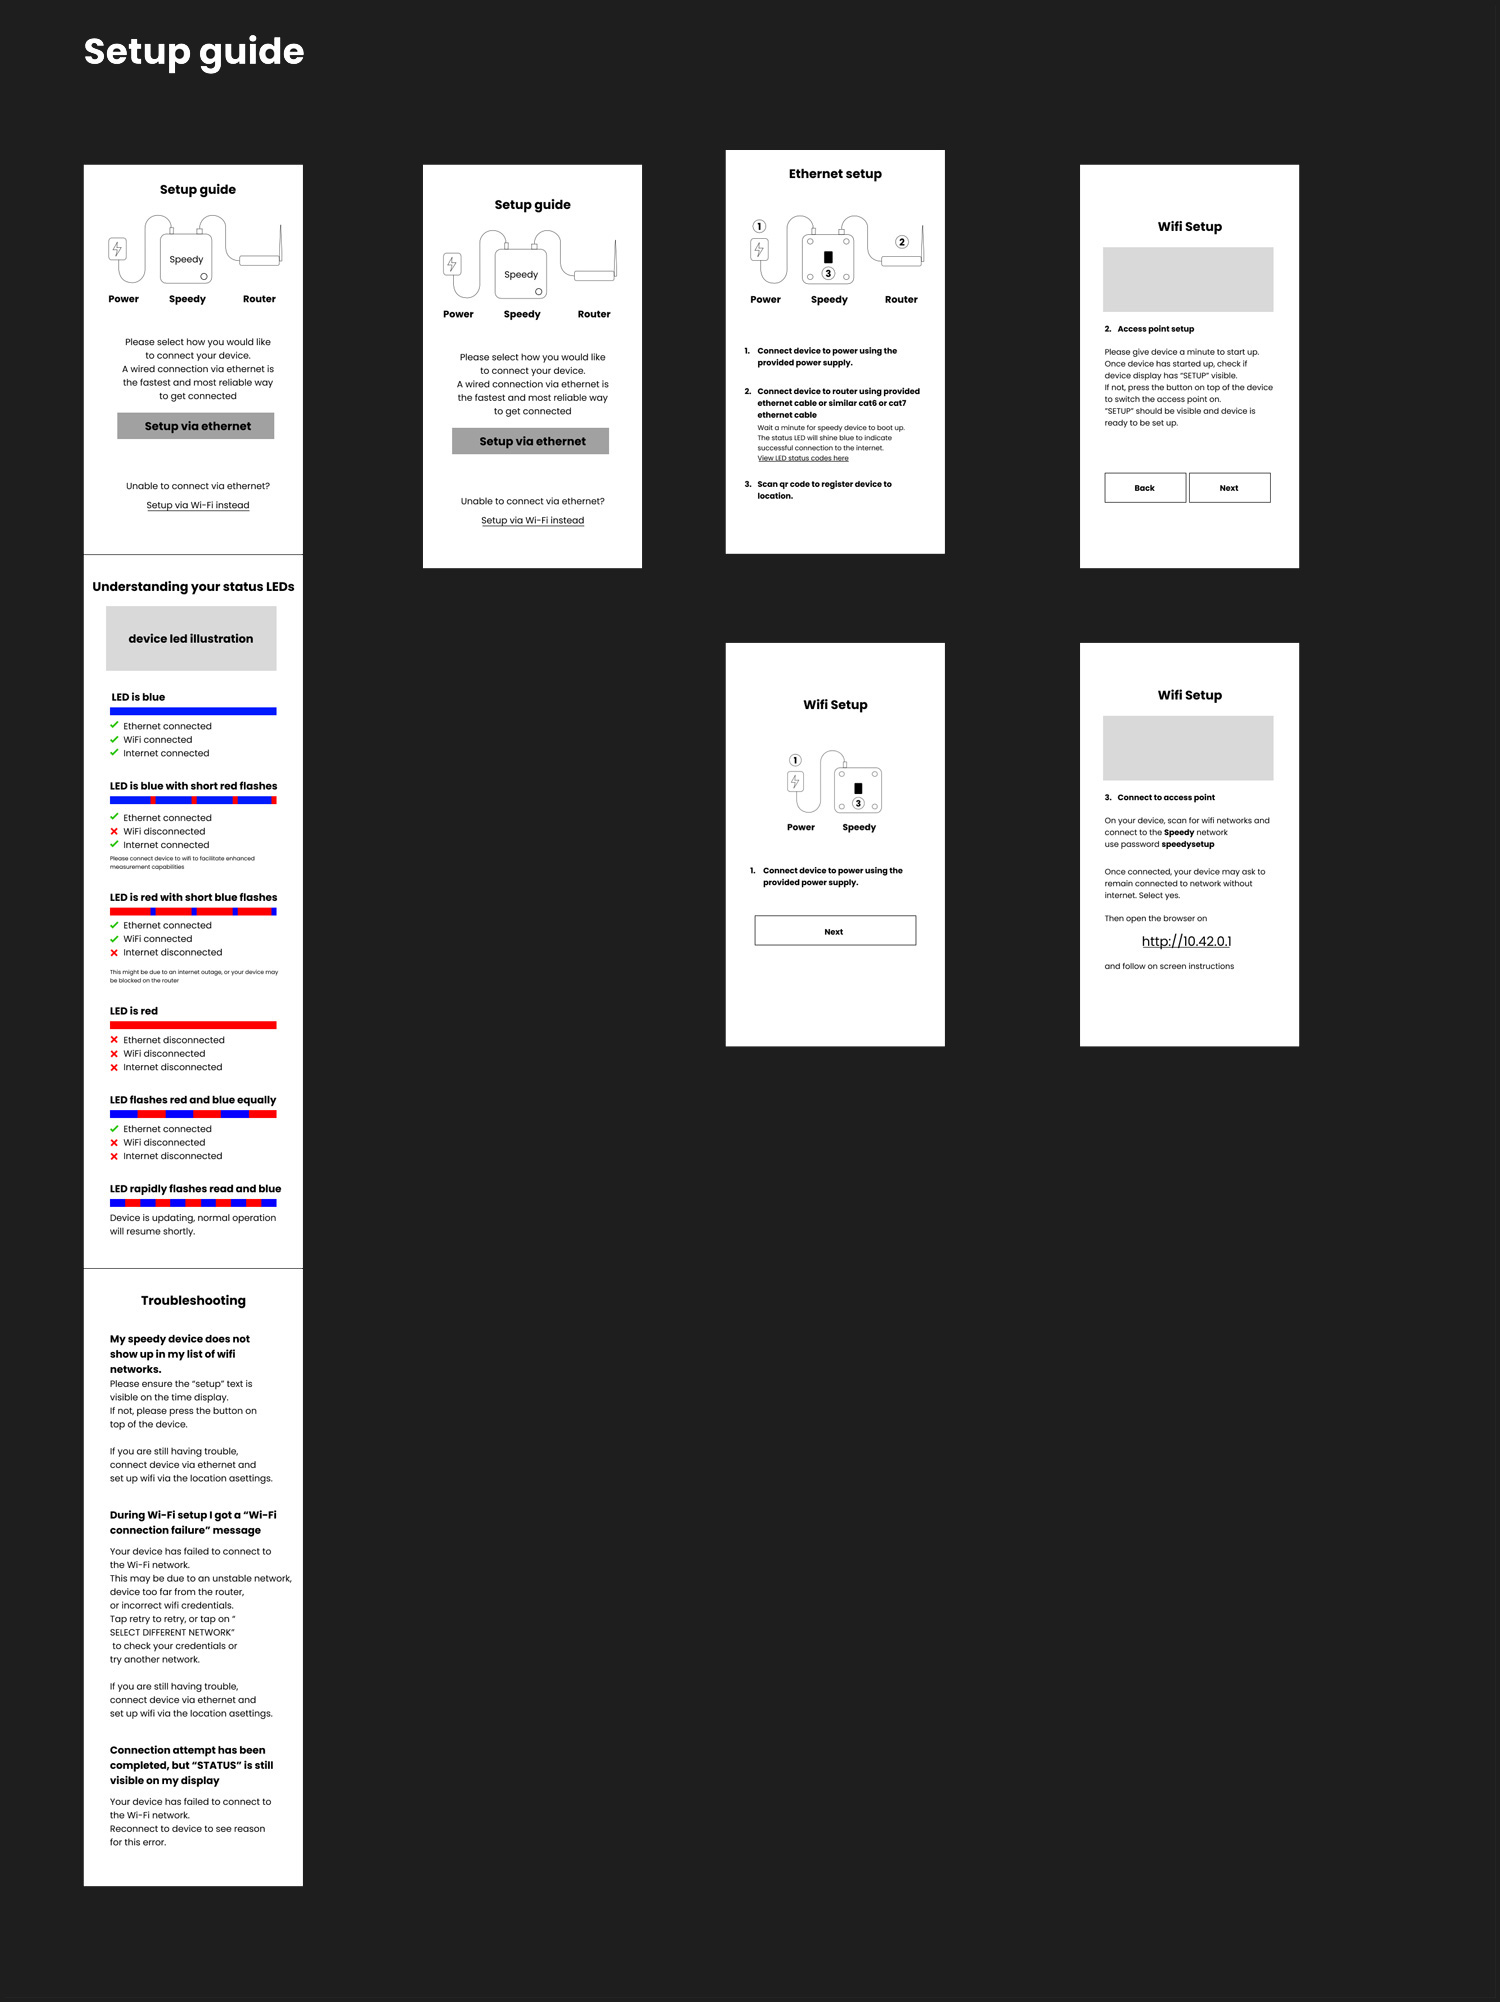 Setup guide
Setup guide
Speedy
Power Speedy Router
Please select how you would like
to connect your device.
A wired connection via ethernet is
the fastest and most reliable way
to get connected
Setup via ethernet
Unable to connect via ethernet?
Setup via Wi-Fi instead
Understanding your status LEDs
device led illustration
LED is blue
Ethernet connected
WiFi connected
Internet connected
LED is blue with short red flashes
Ethernet connected
WiFi disconnected
Internet connected
Please connect device to wifi to facilitate enhanced
measurement capabilities
LED is red with short blue flashes
Ethernet connected
WiFi connected
Internet disconnected
This might be due to an internet outage, or your device may
be blocked on the router
LED is red
Ethernet disconnected
WiFi disconnected
Internet disconnected
LED flashes red and blue equally
Ethernet connected
WiFi disconnected
Internet disconnected
LED rapidly flashes read and blue
Device is updating, normal operation
will resume shortly.
Troubleshooting
My speedy device does not
show up in my list of wifi
networks.
Please ensure the “setup” text is
visible on the time display.
If not, please press the button on
top of the device.
If you are still having trouble,
connect device via ethernet and
set up wifi via the location asettings.
During Wi-Fi setup I got a “Wi-Fi
connection failure” message
Your device has failed to connect to
the Wi-Fi network.
This may be due to an unstable network,
device too far from the router,
or incorrect wifi credentials.
Tap retry to retry, or tap on “
SELECT DIFFERENT NETWORK”
to check your credentials or
try another network.
If you are still having trouble,
connect device via ethernet and
set up wifi via the location asettings.
Connection attempt has been
completed, but “STATUS” is still
visible on my display
Your device has failed to connect to
the Wi-Fi network.
Reconnect to device to see reason
for this error.
Setup guide
Speedy
Power Speedy Router
Please select how you would like
to connect your device.
A wired connection via ethernet is
the fastest and most reliable way
to get connected
Setup via ethernet
Unable to connect via ethernet?
Setup via Wi-Fi instead
Ethernet setup
1
2
3
Power Speedy Router
1. Connect device to power using the
provided power supply.
2. Connect device to router using provided
ethernet cable or similar cat6 or cat7
ethernet cable
Wait a minute for speedy device to boot up.
The status LED will shine blue to indicate
successful connection to the internet.
View LED status codes here
3. Scan qr code to register device to
location.
Wifi Setup
2. Access point setup
Please give device a minute to start up.
Once device has started up, check if
device display has “SETUP” visible.
If not, press the button on top of the device
to switch the access point on.
“SETUP” should be visible and device is
ready to be set up.
Back Next
Wifi Setup
1
3
Power Speedy
1. Connect device to power using the
provided power supply.
Next
Wifi Setup
3. Connect to access point
On your device, scan for wifi networks and
connect to the Speedy network
use password speedysetup
Once connected, your device may ask to
remain connected to network without
internet. Select yes.
Then open the browser on
http://10.42.0.1
and follow on screen instructions